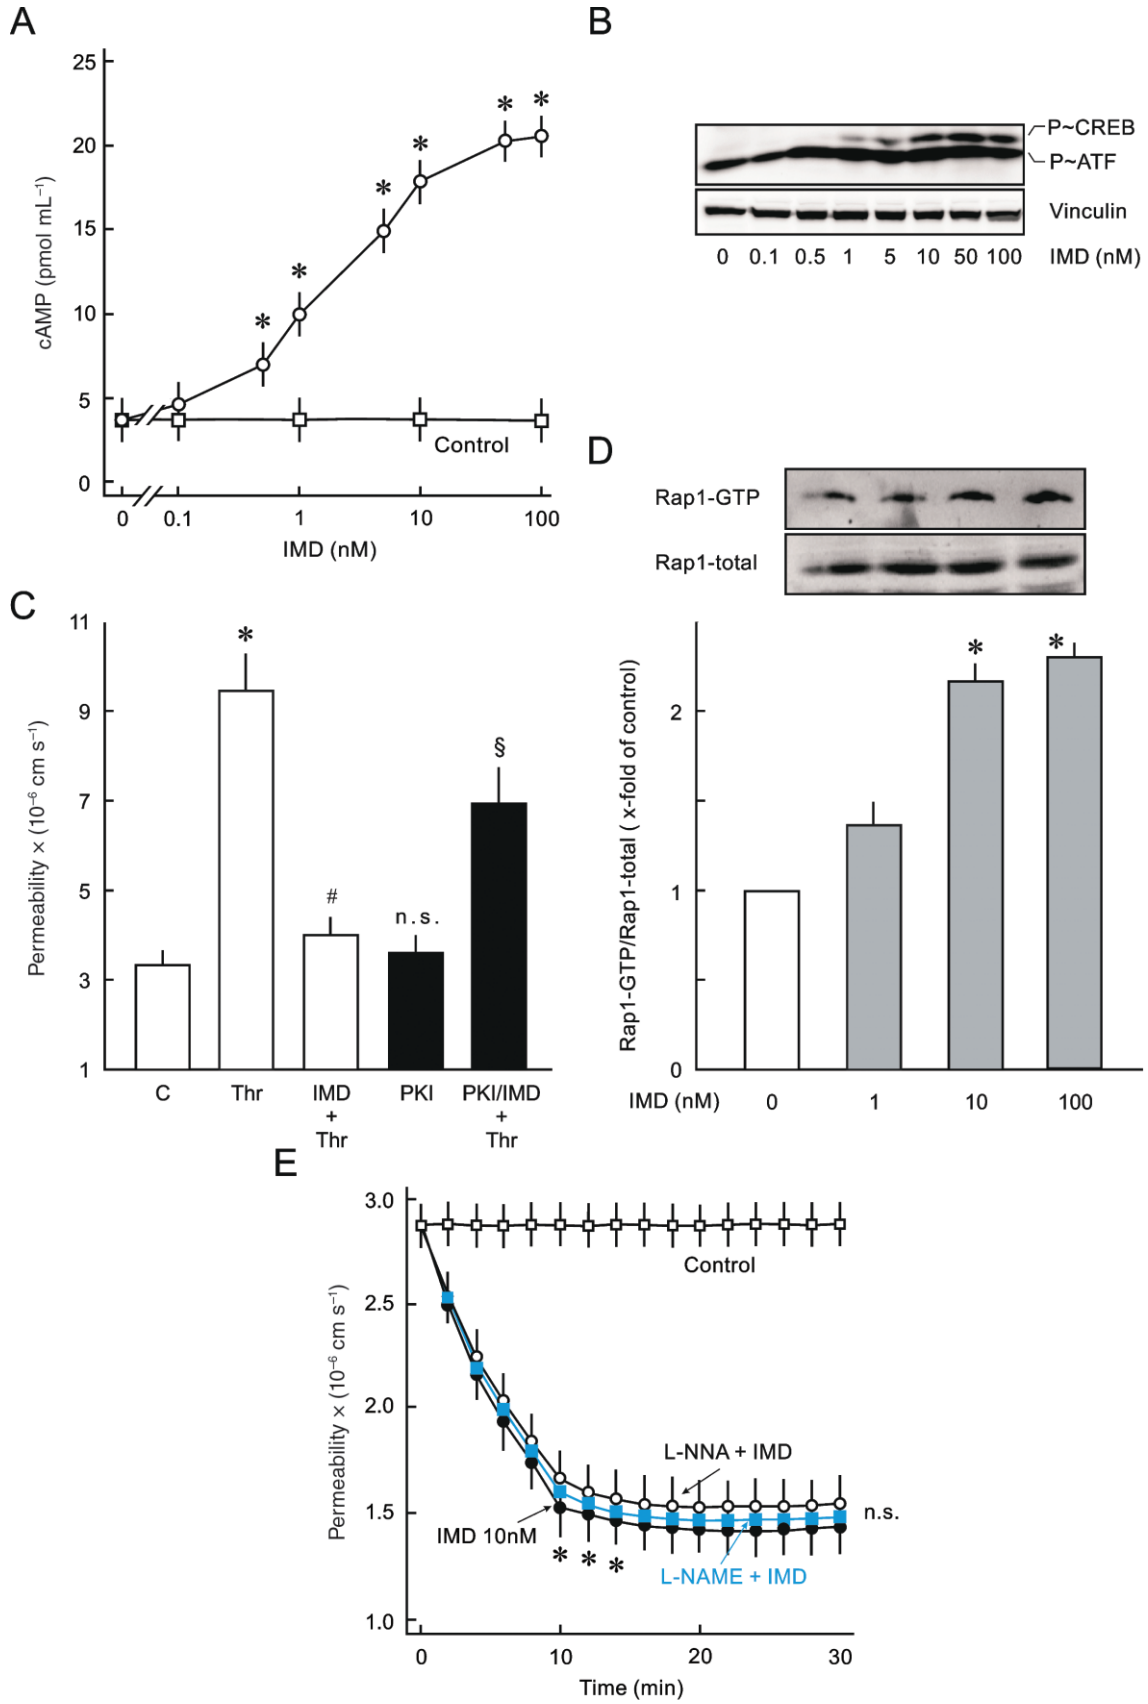 A
cAMP (pmol mL⁻¹)
25
20
15
10
5
0
* * * * * *
Control
0 0.1 1 10 100
IMD (nM)
B
P~CREB
P~ATF
Vinculin
0 0.1 0.5 1 5 10 50 100 IMD (nM)
C
Permeability × (10⁻⁶ cm s⁻¹)
11
9
7
5
3
1
*
#
n.s.
§
C Thr IMD PKI PKI/IMD
+ +
Thr Thr
D
Rap1-GTP
Rap1-total
Rap1-GTP/Rap1-total ( x-fold of control)
2
1
0
* *
IMD (nM) 0 1 10 100
E
Permeability × (10⁻⁶ cm s⁻¹)
3.0
2.5
2.0
1.5
1.0
Control
L-NNA + IMD
n.s.
IMD 10nM
* * *
L-NAME + IMD
0 10 20 30
Time (min)